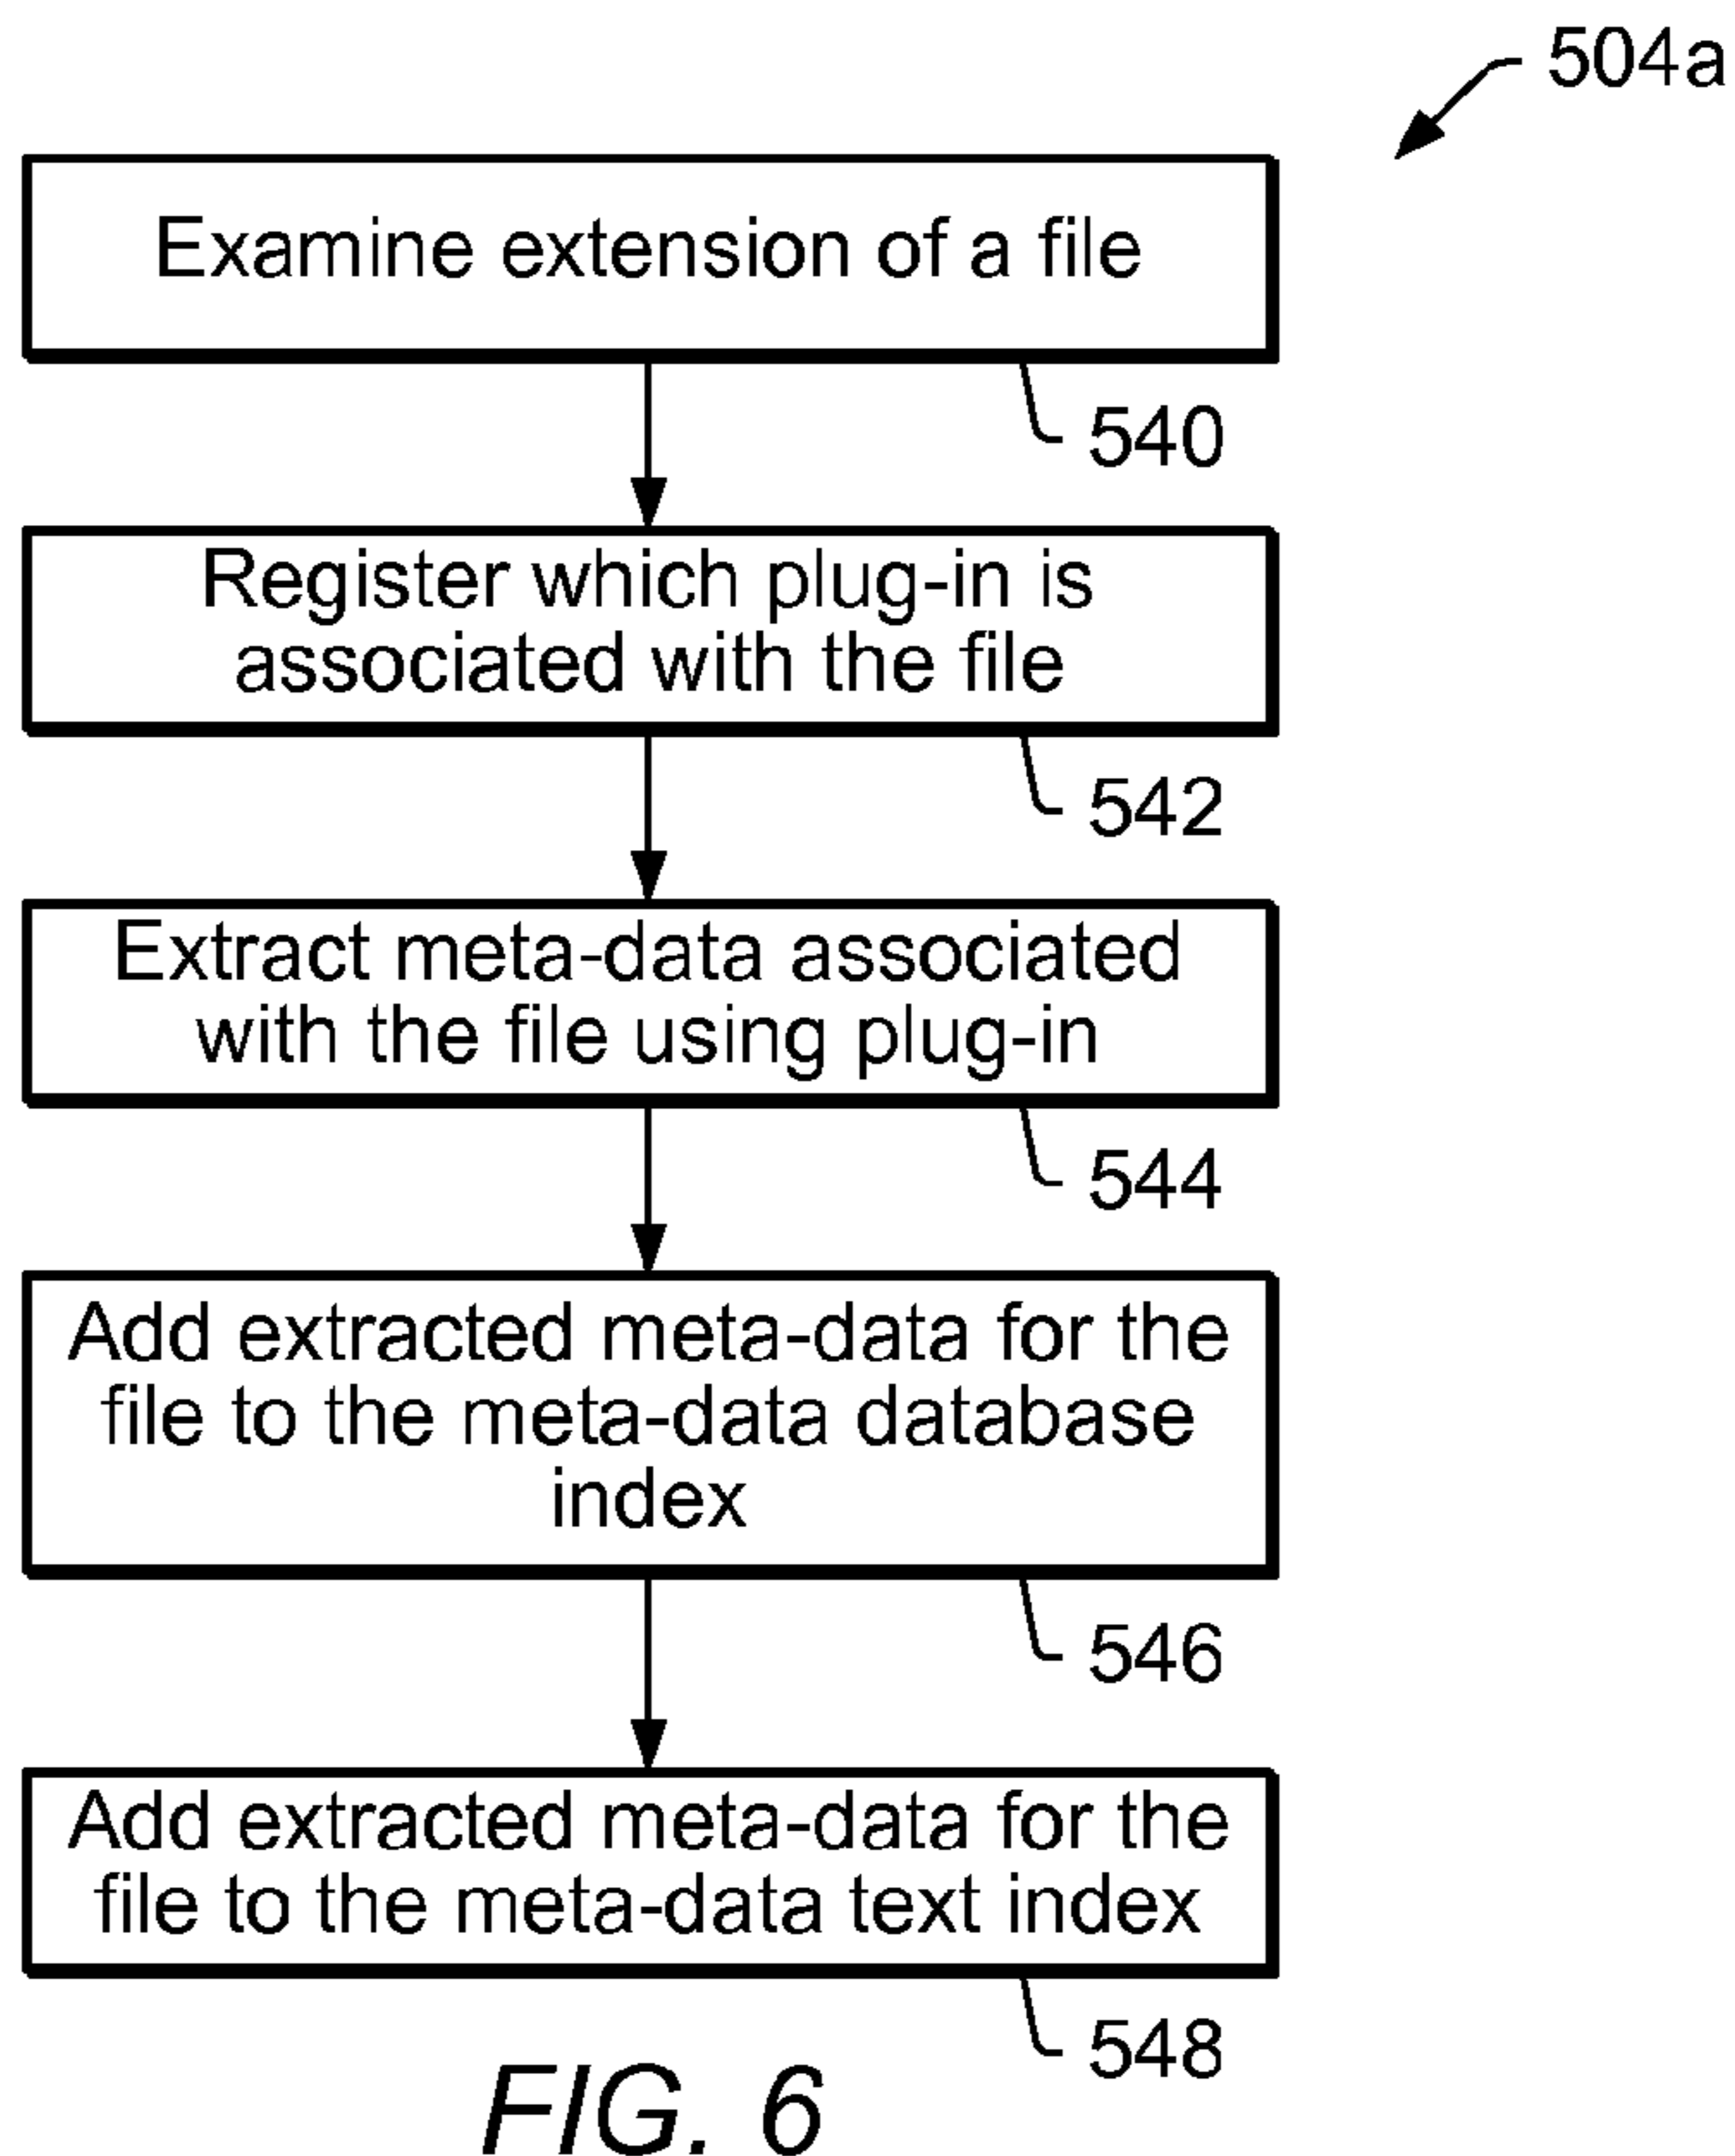 504a
Examine extension of a file
540
Register which plug-in is
associated with the file
542
Extract meta-data associated
with the file using plug-in
544
Add extracted meta-data for the
file to the meta-data database
index
546
Add extracted meta-data for the
file to the meta-data text index
548
FIG. 6